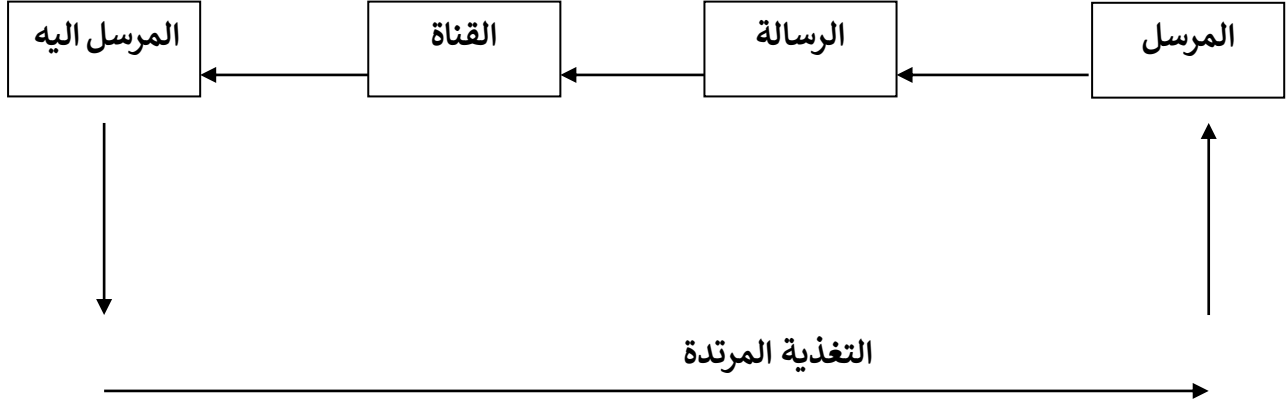 المرسل
الرسالة
القناة
المرسل اليه
التغذية المرتدة